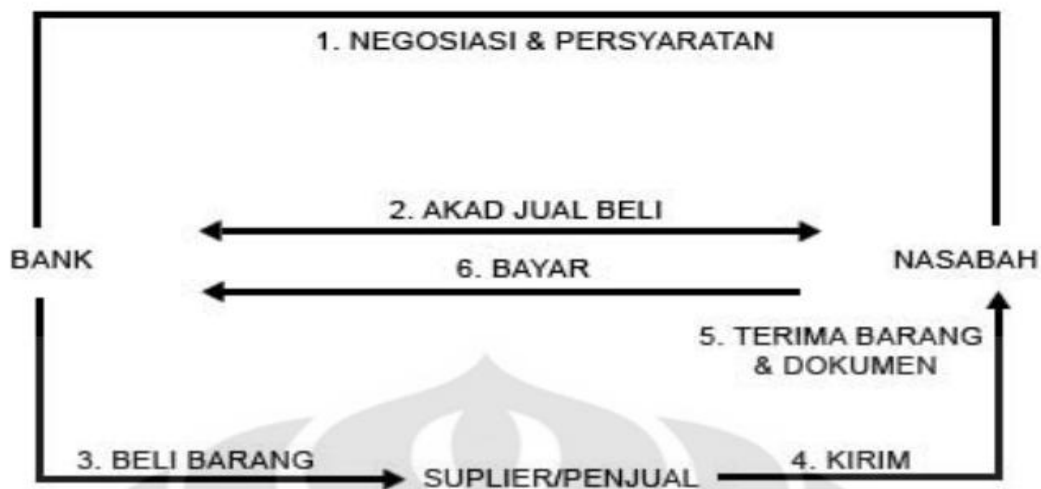 1. NEGOSIASI & PERSYARATAN
2. AKAD JUAL BELI
BANK
6. BAYAR
NASABAH
5. TERIMA BARANG
& DOKUMEN
3. BELI BARANG
SUPLIER/PENJUAL
4. KIRIM